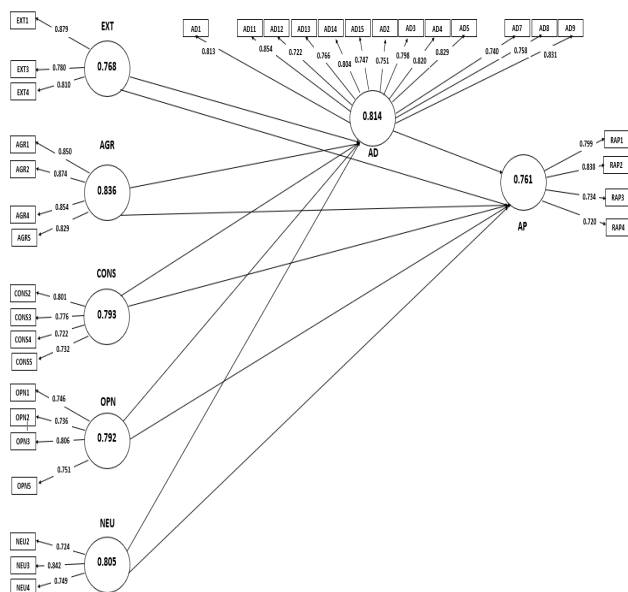 EXT
EXT1
0.879
EXT3
0.780
EXT4
0.810
0.768
AD1
AD11
AD12
AD13
AD14
AD15
AD2
AD3
AD4
AD5
AD7
AD8
AD9
0.813
0.854
0.722
0.766
0.804
0.747
0.751
0.798
0.820
0.829
0.740
0.758
0.831
0.814
AD
AGR
AGR1
0.850
AGR2
0.874
AGR4
0.854
AGR5
0.829
0.836
0.761
AP
0.799
RAP1
0.838
RAP2
0.734
RAP3
0.720
RAP4
CONS
CONS2
0.801
CONS3
0.776
CONS4
0.722
CONS5
0.732
0.793
OPN
OPN1
0.746
OPN2
0.736
OPN3
0.806
OPN5
0.751
0.792
NEU
NEU2
0.724
NEU3
0.842
NEU4
0.749
0.805